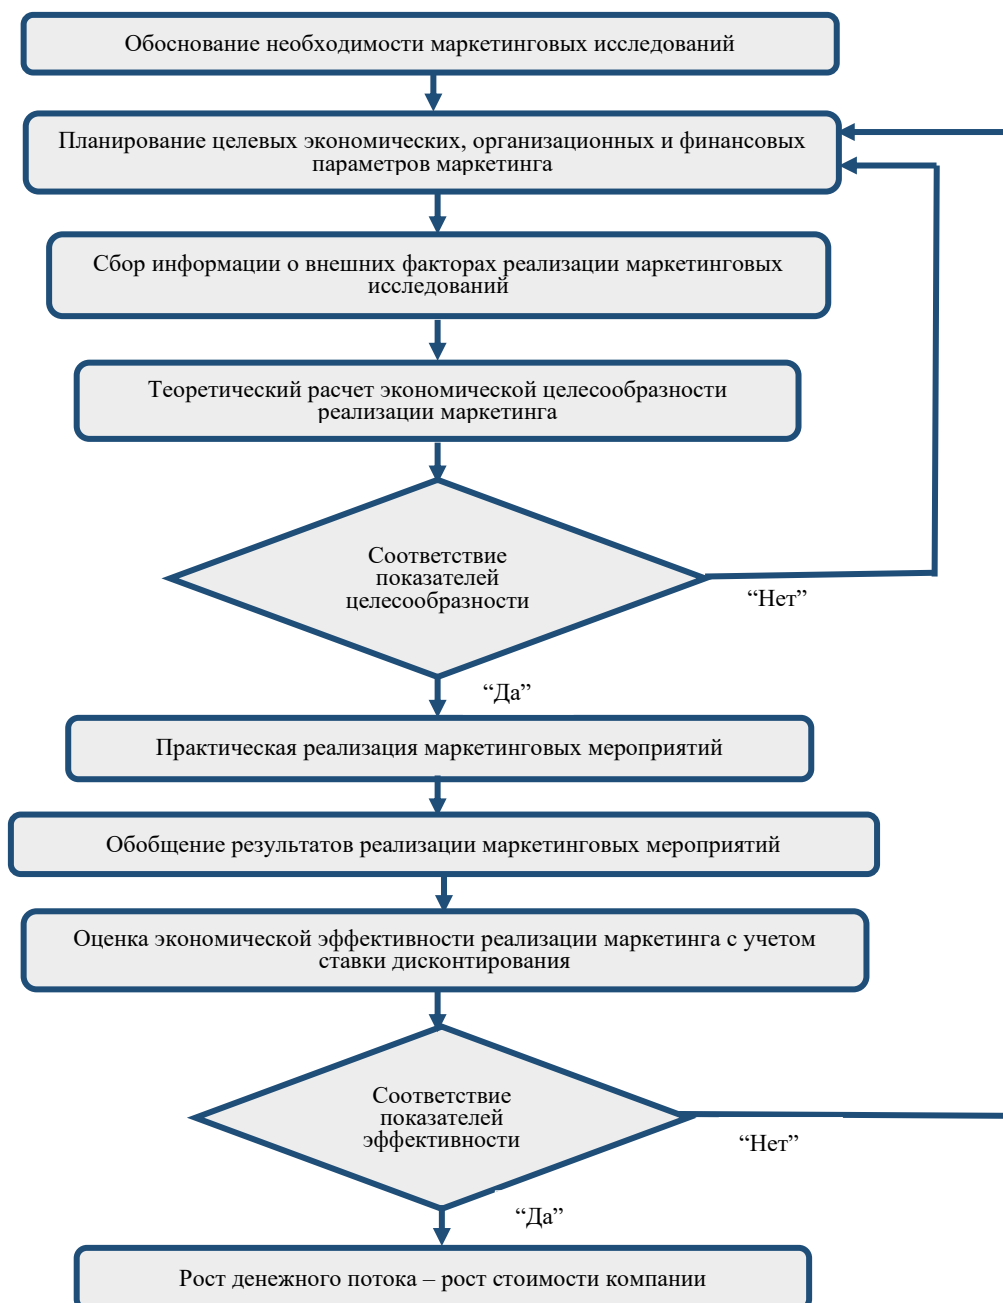 Обоснование необходимости маркетинговых исследований
Планирование целевых экономических, организационных и финансовых
параметров маркетинга
Сбор информации о внешних факторах реализации маркетинговых
исследований
Теоретический расчет экономической целесообразности
реализации маркетинга
Соответствие
показателей
целесообразности
“Нет”
“Да”
Практическая реализация маркетинговых мероприятий
Обобщение результатов реализации маркетинговых мероприятий
Оценка экономической эффективности реализации маркетинга с учетом
ставки дисконтирования
Соответствие
показателей
эффективности
“Нет”
“Да”
Рост денежного потока – рост стоимости компании